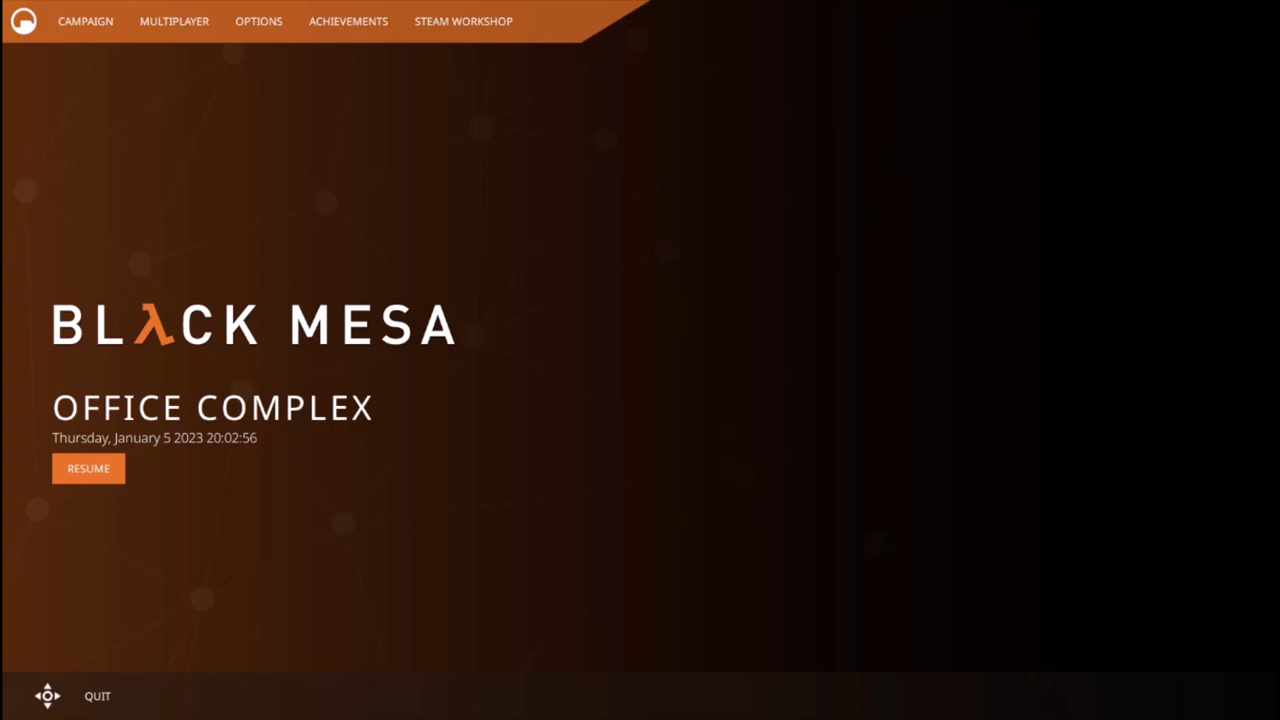 CAMPAIGN MULTIPLAYER OPTIONS ACHIEVEMENTS STEAM WORKSHOP
BLλCK MESA
OFFICE COMPLEX
Thursday, January 5 2023 20:02:56
RESUME
QUIT